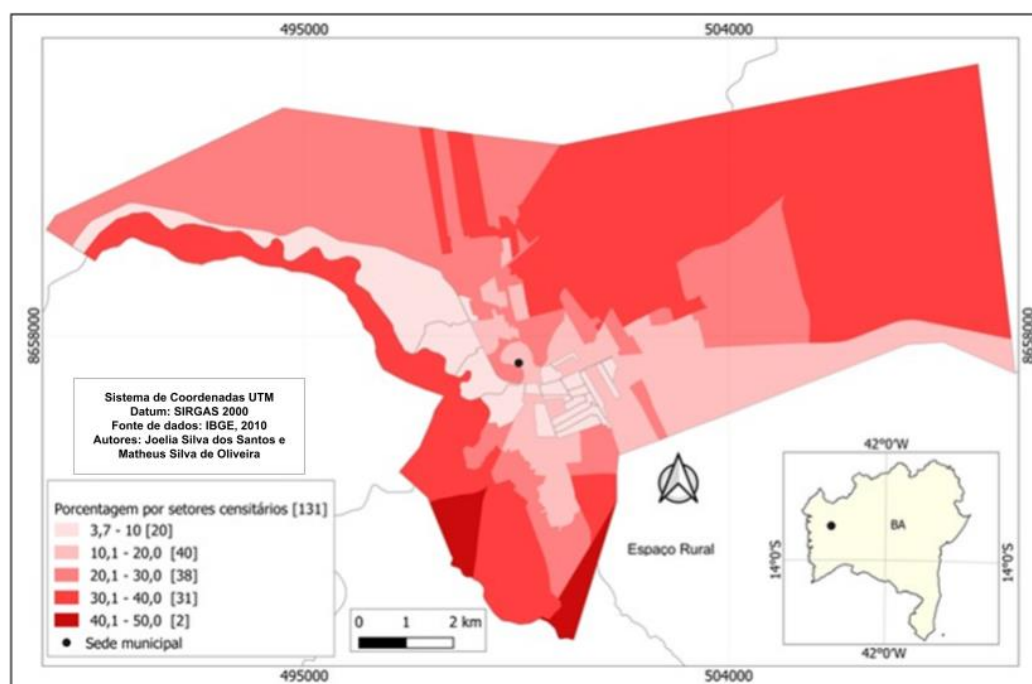 495000
504000
8658000
8658000
Sistema de Coordenadas UTM
Datum: SIRGAS 2000
Fonte de dados: IBGE, 2010
Autores: Joelia Silva dos Santos e
Matheus Silva de Oliveira
Porcentagem por setores censitários [131]
3,7 - 10 [20]
10,1 - 20,0 [40]
20,1 - 30,0 [38]
30,1 - 40,0 [31]
40,1 - 50,0 [2]
Sede municipal
0 1 2 km
Espaço Rural
42°0'W
14°0'S
BA
14°0'S
42°0'W
495000
504000